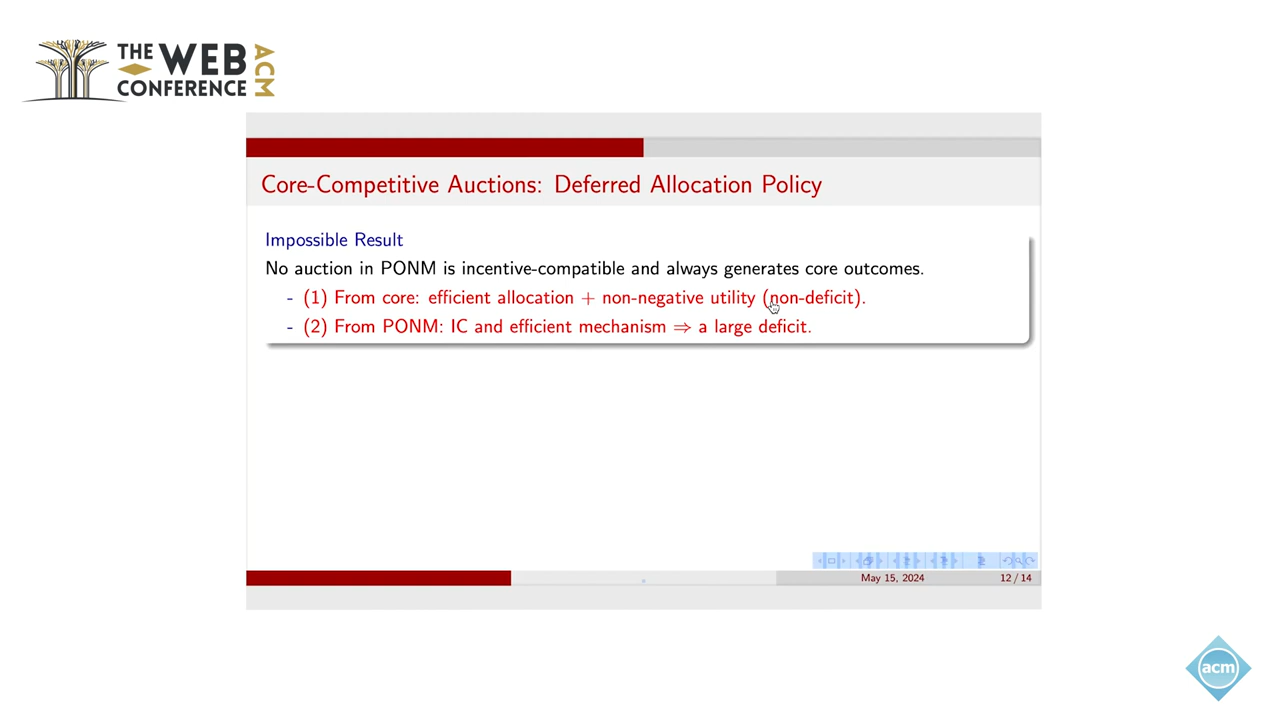 THE WEB
CONFERENCE
ACM
Core-Competitive Auctions: Deferred Allocation Policy
Impossible Result
No auction in PONM is incentive-compatible and always generates core outcomes.
- (1) From core: efficient allocation + non-negative utility (non-deficit).
- (2) From PONM: IC and efficient mechanism ⇒ a large deficit.
May 15, 2024
12 / 14
acm